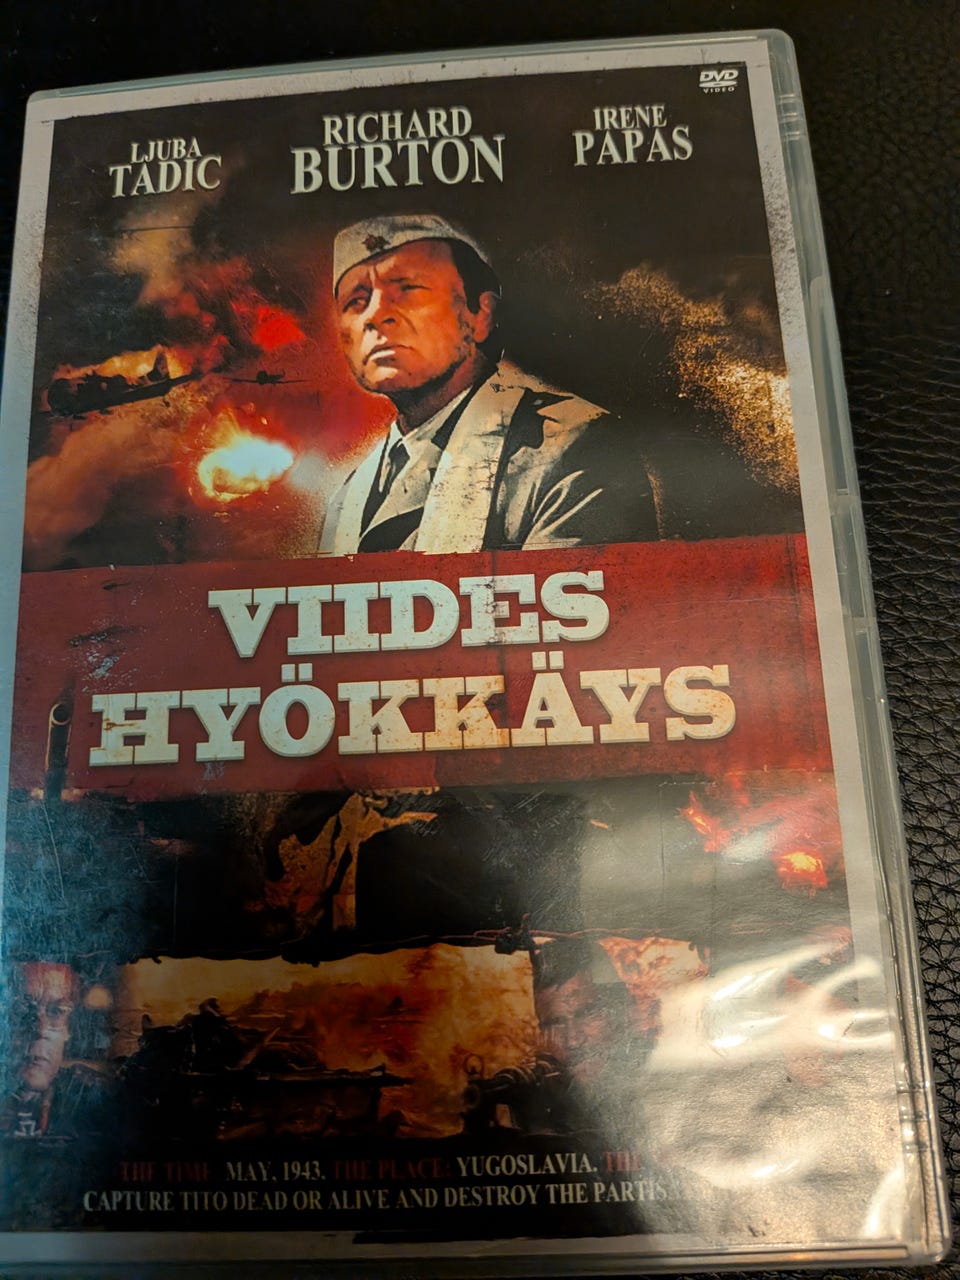 DVD
VIDEO
LJUBA
TADIC
RICHARD
BURTON
IRENE
PAPAS
VIIDES
HYÖKKÄYS
THE TIME: MAY, 1943. THE PLACE: YUGOSLAVIA. THE
CAPTURE TITO DEAD OR ALIVE AND DESTROY THE